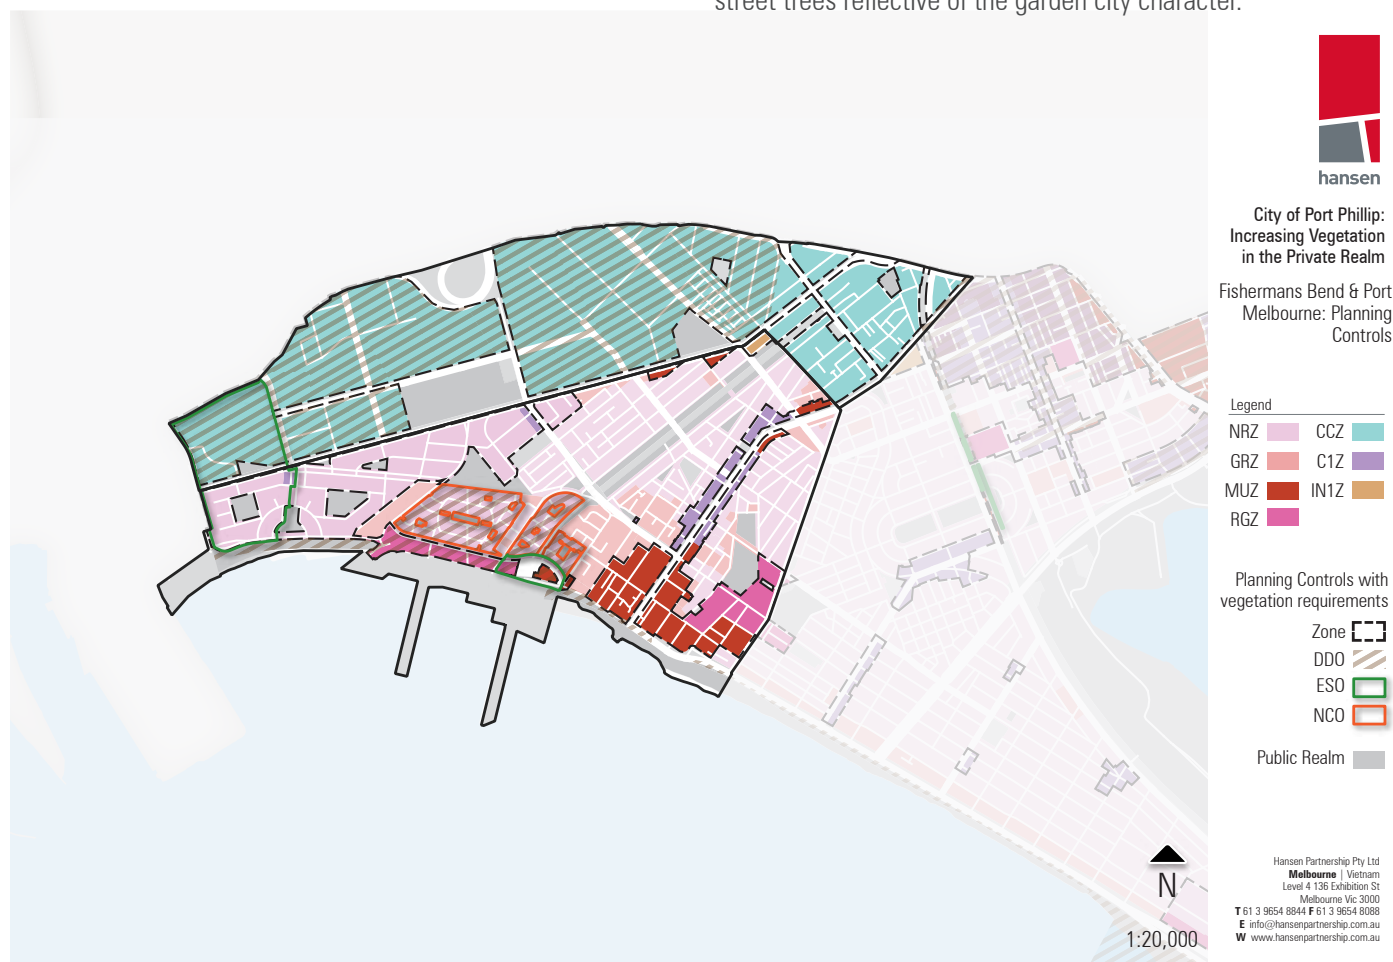 street trees reflective of the garden city character.
hansen
City of Port Phillip:
Increasing Vegetation
in the Private Realm
Fishermans Bend & Port
Melbourne: Planning
Controls
Legend
NRZ CCZ
GRZ C1Z
MUZ IN1Z
RGZ
Planning Controls with
vegetation requirements
Zone
DDO
ESO
NCO
Public Realm
N
1:20,000
Hansen Partnership Pty Ltd
Melbourne | Vietnam
Level 4 136 Exhibition St
Melbourne Vic 3000
T 61 3 9654 8844 F 61 3 9654 8088
E info@hansenpartnership.com.au
W www.hansenpartnership.com.au